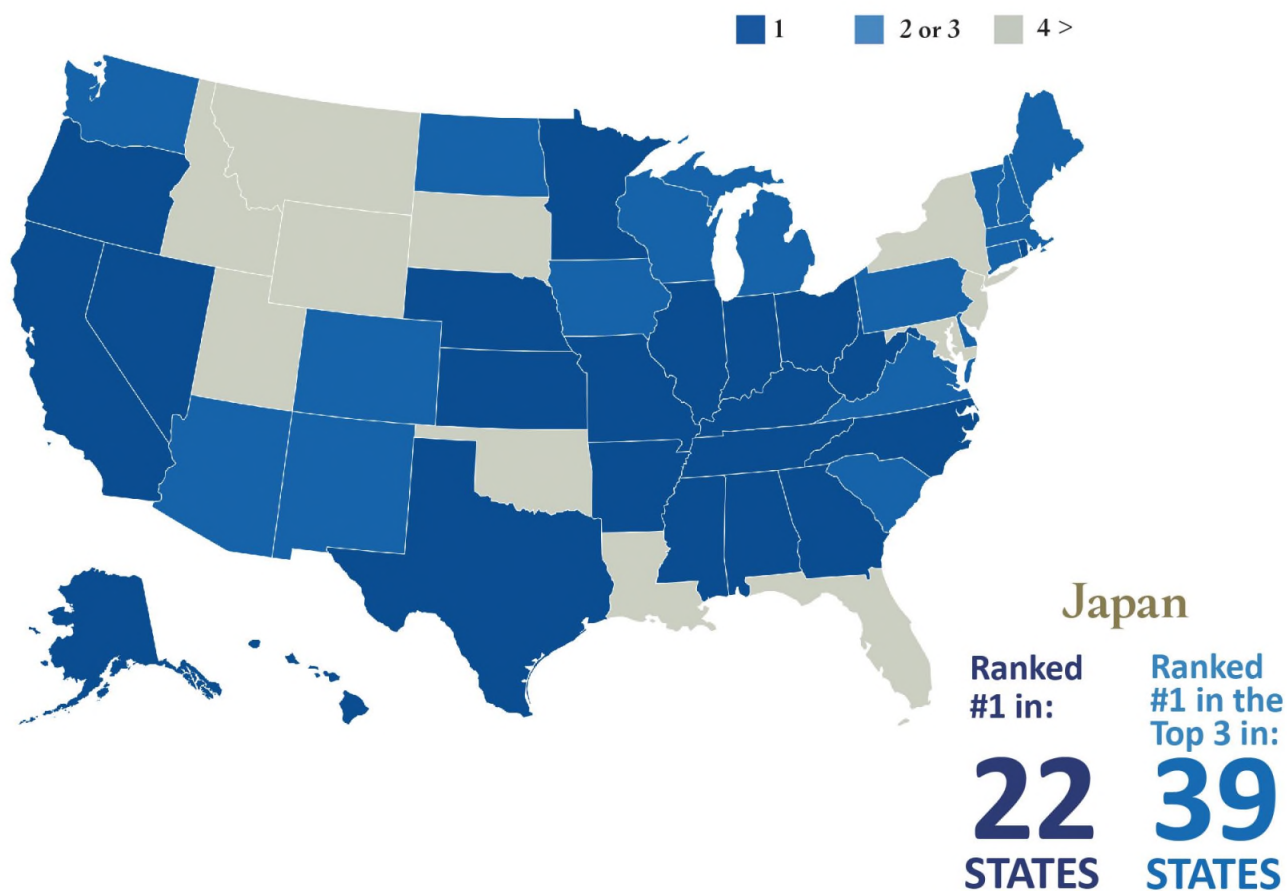 1 2 or 3 4 >
Japan
Ranked
#1 in:
22
STATES
Ranked
#1 in the
Top 3 in:
39
STATES